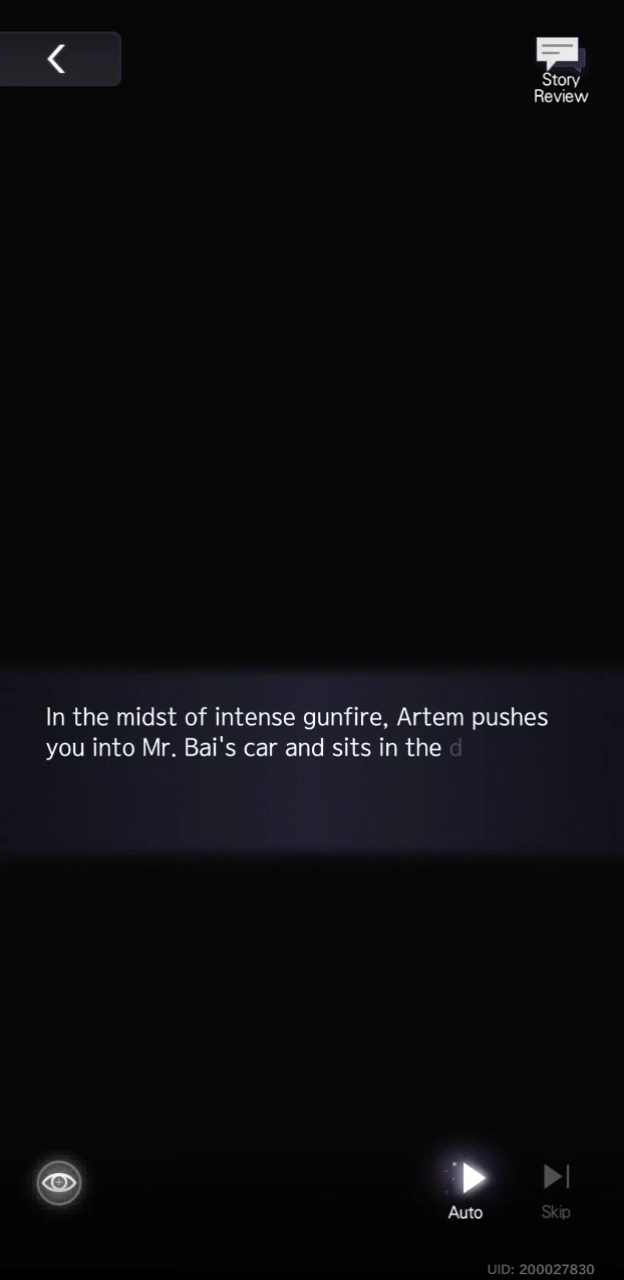 Story
Review
In the midst of intense gunfire, Artem pushes
you into Mr. Bai's car and sits in the d
Auto
Skip
UID: 200027830